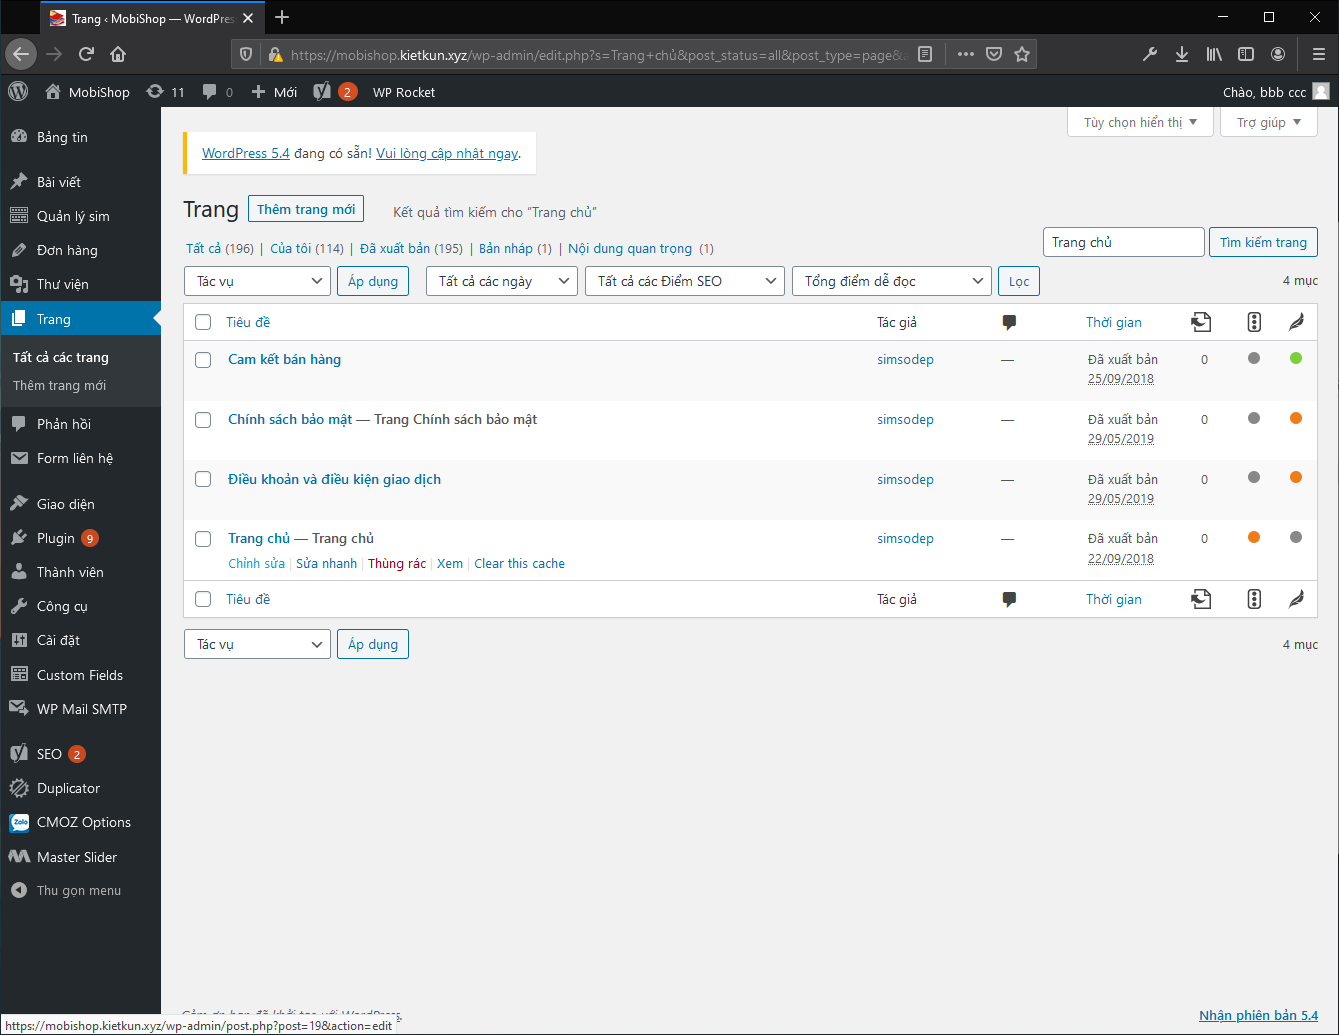 Trang ‹ MobiShop — WordPres
https://mobishop.kietkun.xyz/wp-admin/edit.php?s=Trang+chủ&post_status=all&post_type=page&a
MobiShop 11 0 Mới 2 WP Rocket Chào, bbb ccc
Tùy chọn hiển thị Trợ giúp
Bảng tin
Bài viết
Quản lý sim
Đơn hàng
Thư viện
Trang
Tất cả các trang
Thêm trang mới
Phản hồi
Form liên hệ
Giao diện
Plugin 9
Thành viên
Công cụ
Cài đặt
Custom Fields
WP Mail SMTP
SEO 2
Duplicator
Zalo CMOZ Options
Master Slider
Thu gọn menu
WordPress 5.4 đang có sẵn! Vui lòng cập nhật ngay.
Trang Thêm trang mới Kết quả tìm kiếm cho “Trang chủ”
Tất cả (196) | Của tôi (114) | Đã xuất bản (195) | Bản nháp (1) | Nội dung quan trọng (1)
Trang chủ Tìm kiếm trang
Tác vụ Áp dụng Tất cả các ngày Tất cả các Điểm SEO Tổng điểm dễ đọc Lọc 4 mục
Tiêu đề Tác giả Thời gian
Cam kết bán hàng simsodep — Đã xuất bản 0
25/09/2018
Chính sách bảo mật — Trang Chính sách bảo mật simsodep — Đã xuất bản 0
29/05/2019
Điều khoản và điều kiện giao dịch simsodep — Đã xuất bản 0
29/05/2019
Trang chủ — Trang chủ simsodep — Đã xuất bản 0
22/09/2018
Chỉnh sửa | Sửa nhanh | Thùng rác | Xem | Clear this cache
Tiêu đề Tác giả Thời gian
Tác vụ Áp dụng 4 mục
Cảm ơn bạn đã khởi tạo với WordPress.
Nhận phiên bản 5.4
https://mobishop.kietkun.xyz/wp-admin/post.php?post=19&action=edit